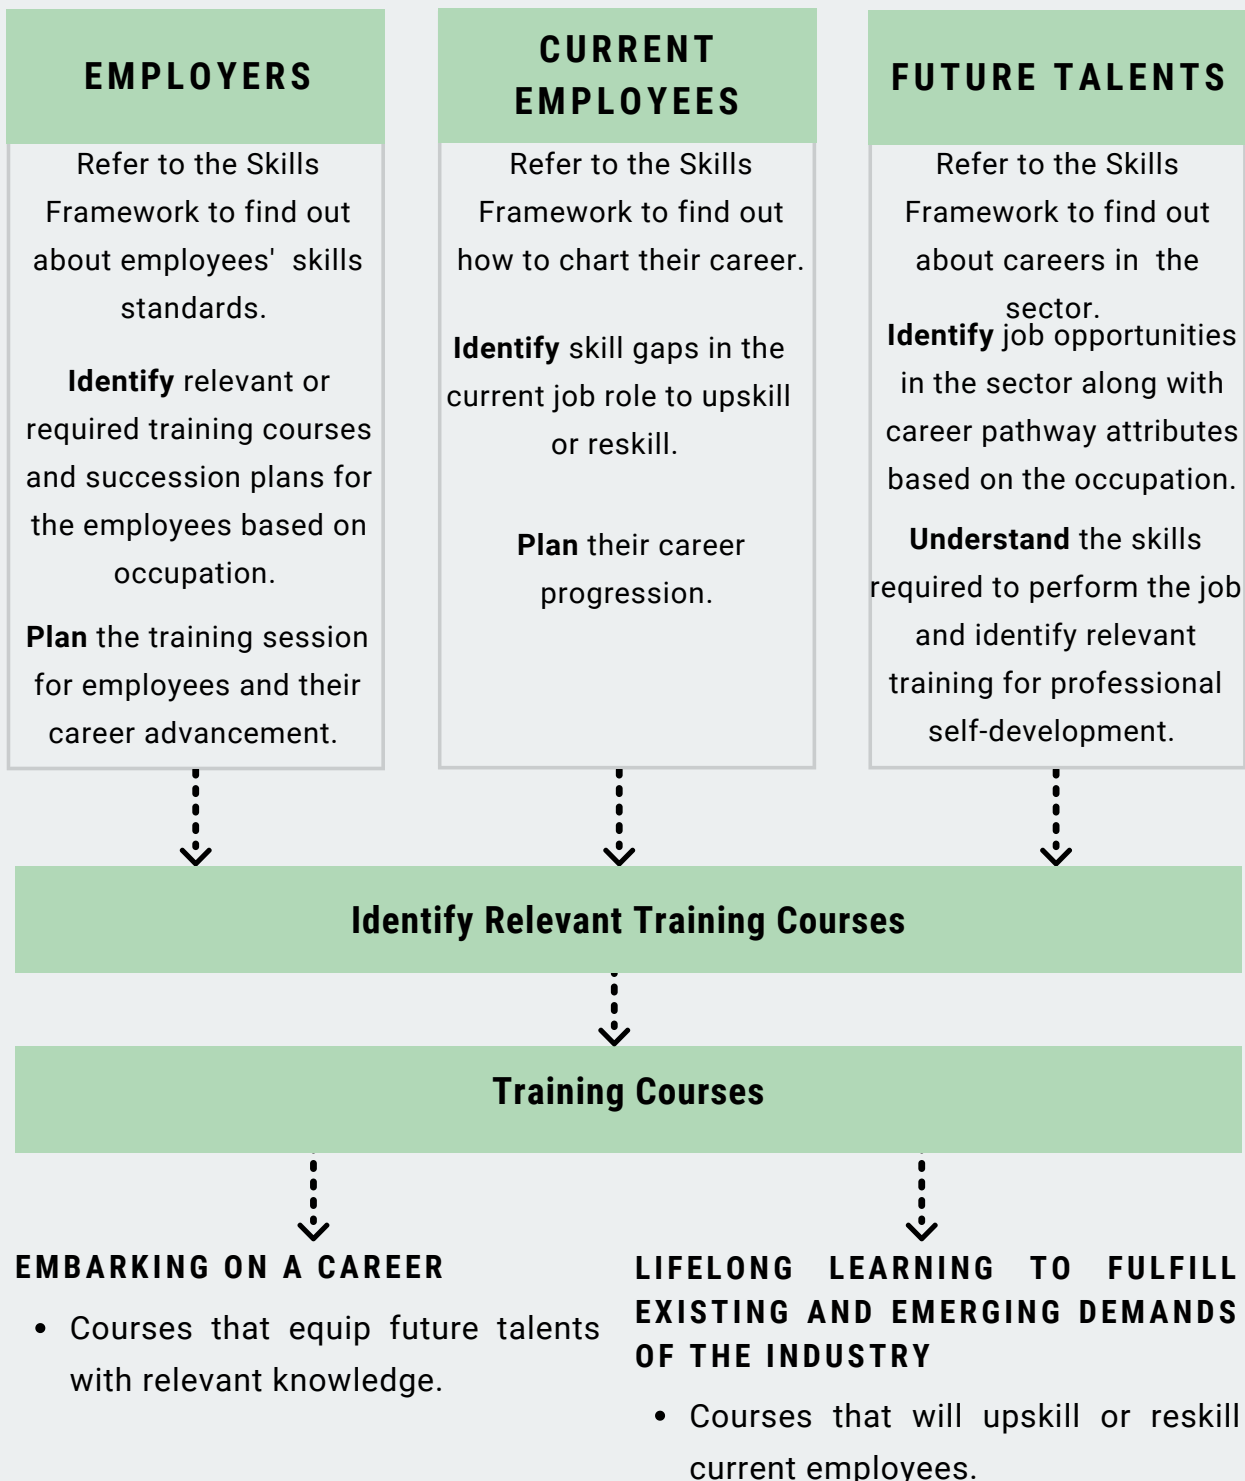 EMPLOYERS
Refer to the Skills
Framework to find out
about employees' skills
standards.
Identify relevant or
required training courses
and succession plans for
the employees based on
occupation.
Plan the training session
for employees and their
career advancement.
CURRENT
EMPLOYEES
Refer to the Skills
Framework to find out
how to chart their career.
Identify skill gaps in the
current job role to upskill
or reskill.
Plan their career
progression.
FUTURE TALENTS
Refer to the Skills
Framework to find out
about careers in the
sector.
Identify job opportunities
in the sector along with
career pathway attributes
based on the occupation.
Understand the skills
required to perform the job
and identify relevant
training for professional
self-development.
Identify Relevant Training Courses
Training Courses
EMBARKING ON A CAREER
• Courses that equip future talents
with relevant knowledge.
LIFELONG LEARNING TO FULFILL
EXISTING AND EMERGING DEMANDS
OF THE INDUSTRY
• Courses that will upskill or reskill
current employees.